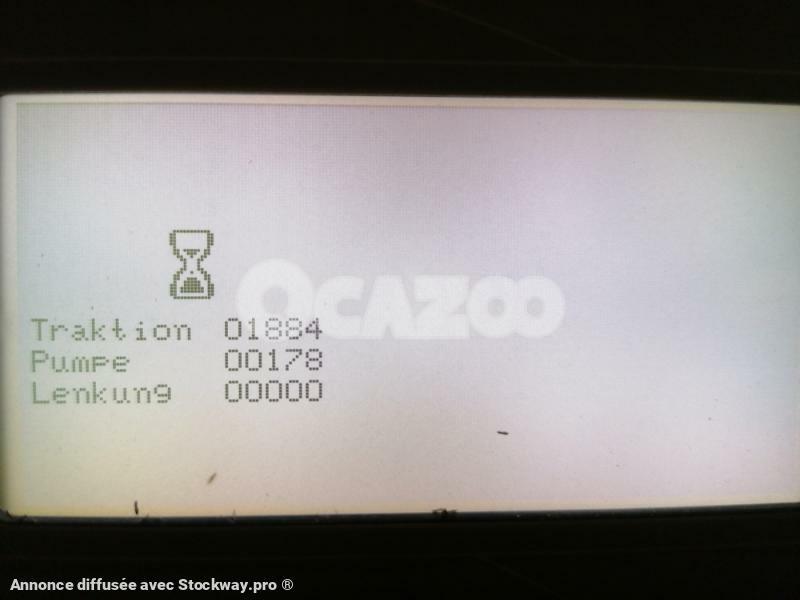 OCAZOO
Traktion 01884
Pumpe 00178
Lenkung 00000
Annonce diffusée avec Stockway.pro ®